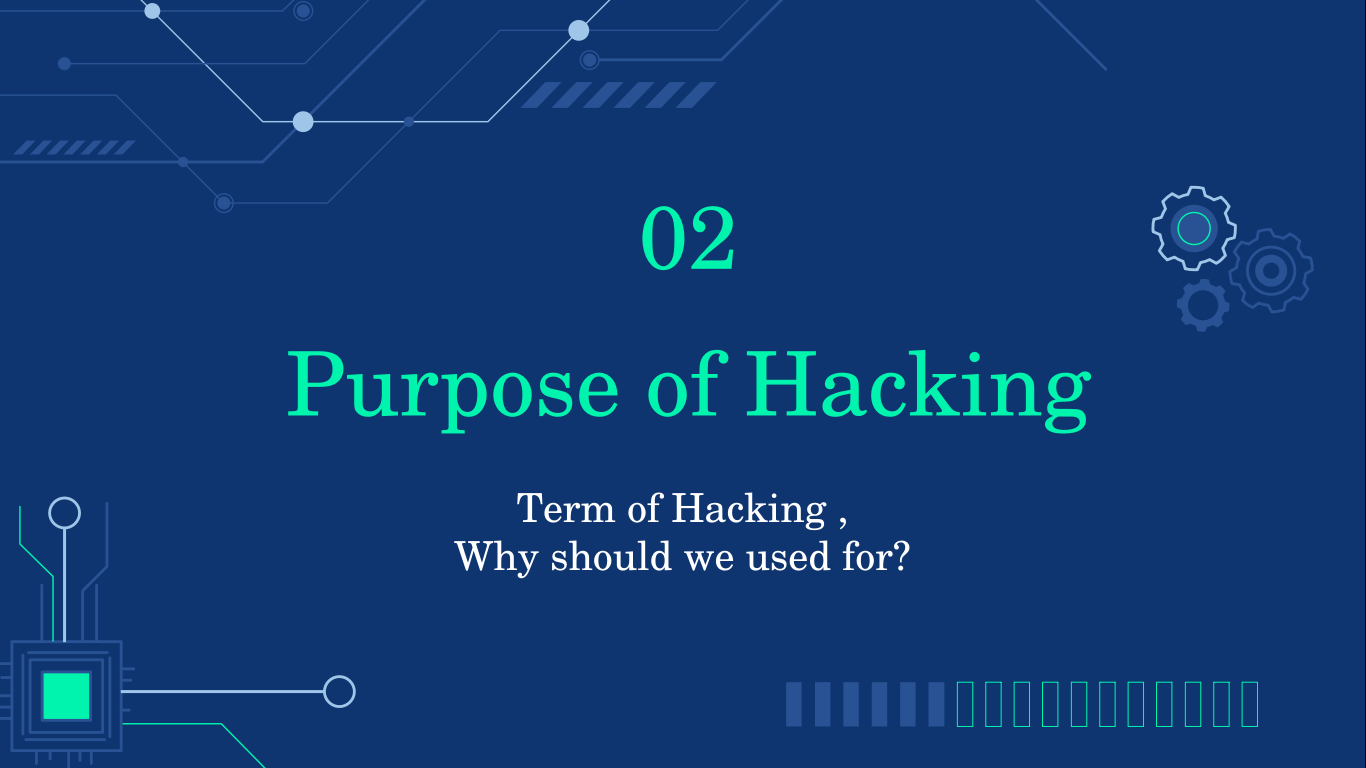 02
Purpose of Hacking
Term of Hacking ,
Why should we used for?